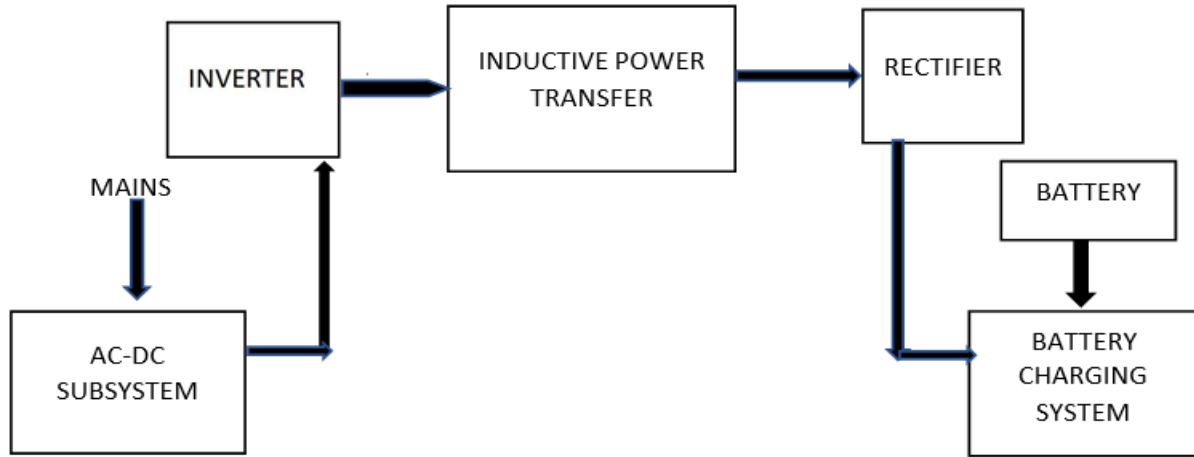 INVERTER
INDUCTIVE POWER
TRANSFER
RECTIFIER
MAINS
BATTERY
AC-DC
SUBSYSTEM
BATTERY
CHARGING
SYSTEM